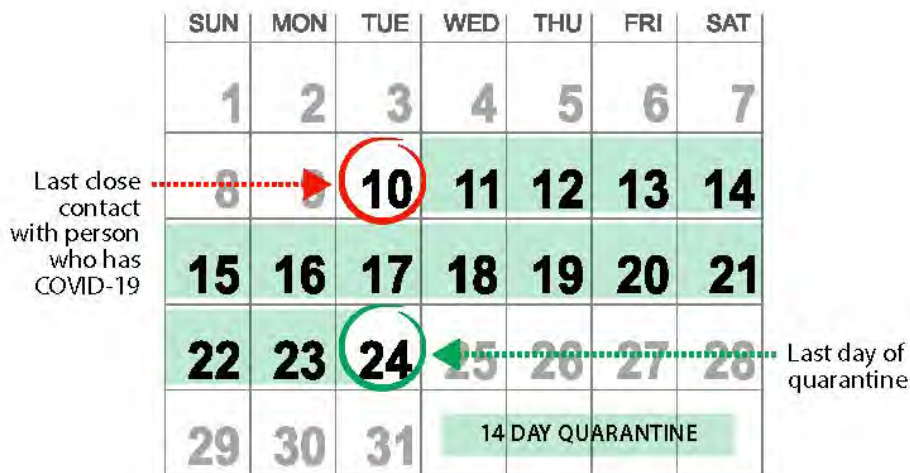 SUN MON TUE WED THU FRI SAT
1 2 3 4 5 6 7
Last close
contact
with person
who has
COVID-19
8 9 10 11 12 13 14
15 16 17 18 19 20 21
22 23 24 25 26 27 28
Last day of
quarantine
29 30 31
14 DAY QUARANTINE